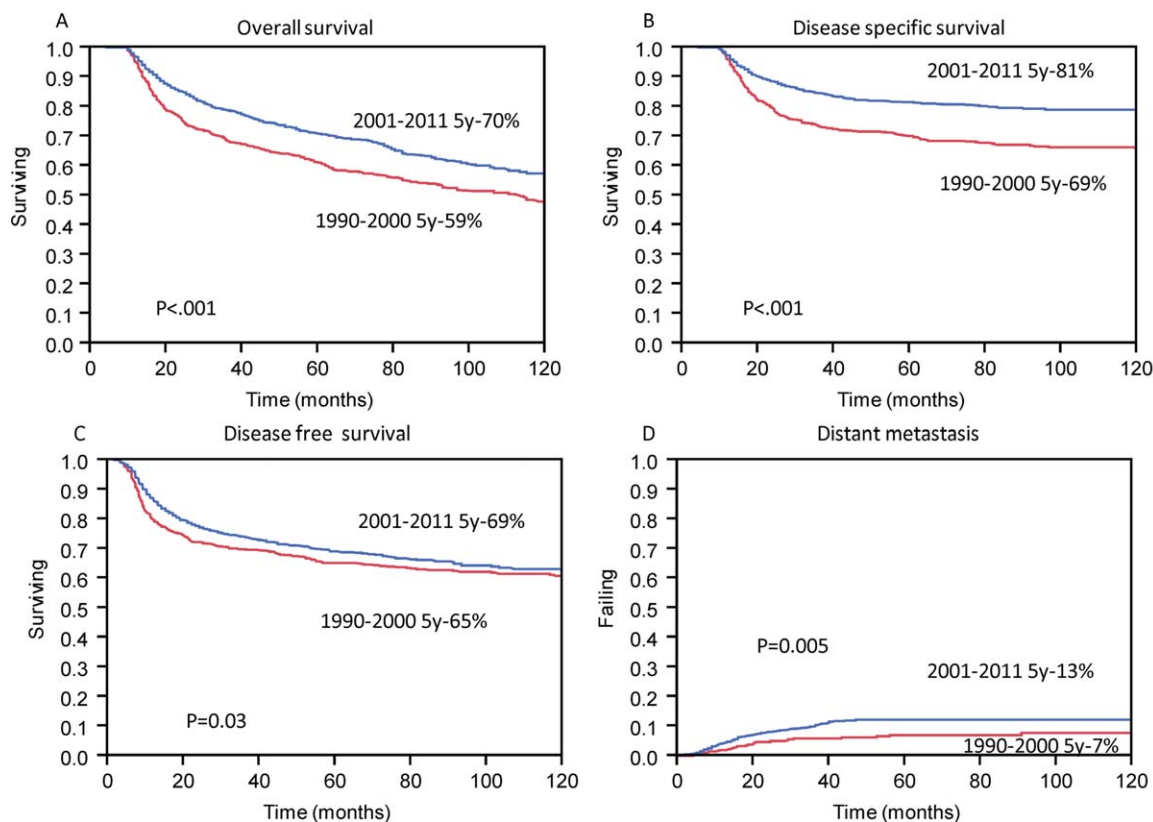 A
Overall survival
1.0
0.9
0.8
0.7
0.6
0.5
0.4
0.3
0.2
0.1
0.0
Surviving
2001-2011 5y-70%
1990-2000 5y-59%
P<.001
0 20 40 60 80 100 120
Time (months)
B
Disease specific survival
1.0
0.9
0.8
0.7
0.6
0.5
0.4
0.3
0.2
0.1
0.0
Surviving
2001-2011 5y-81%
1990-2000 5y-69%
P<.001
0 20 40 60 80 100 120
Time (months)
C
Disease free survival
1.0
0.9
0.8
0.7
0.6
0.5
0.4
0.3
0.2
0.1
0.0
Surviving
2001-2011 5y-69%
1990-2000 5y-65%
P=0.03
0 20 40 60 80 100 120
Time (months)
D
Distant metastasis
1.0
0.9
0.8
0.7
0.6
0.5
0.4
0.3
0.2
0.1
0.0
Failing
P=0.005
2001-2011 5y-13%
1990-2000 5y-7%
0 20 40 60 80 100 120
Time (months)